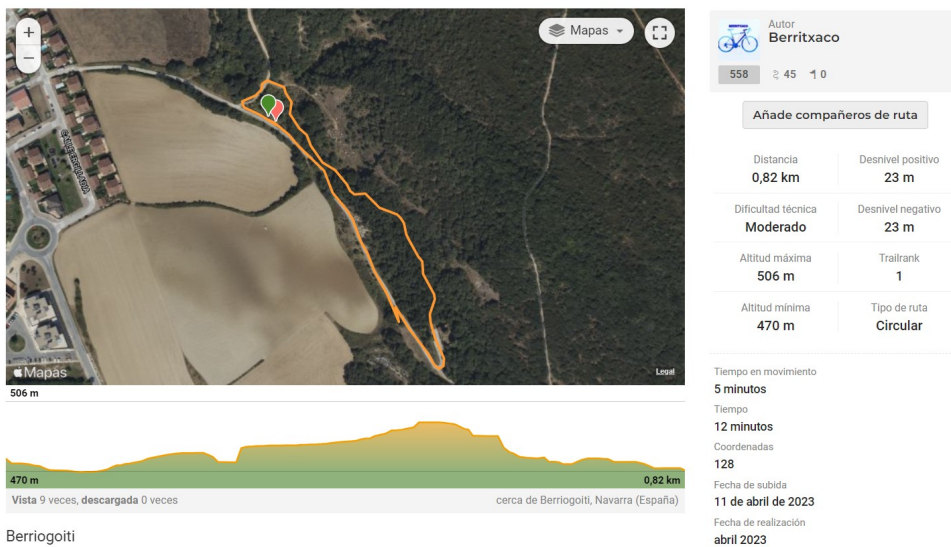 +
−
Mapas
CALLE ERGILLANA
Mapas
Legal
506 m
470 m
0,82 km
Vista 9 veces, descargada 0 veces
cerca de Berriogoiti, Navarra (España)
Berriogoiti
Autor
Berritxaco
558
45
0
Añade compañeros de ruta
Distancia
0,82 km
Desnivel positivo
23 m
Dificultad técnica
Moderado
Desnivel negativo
23 m
Altitud máxima
506 m
Trailrank
1
Altitud mínima
470 m
Tipo de ruta
Circular
Tiempo en movimiento
5 minutos
Tiempo
12 minutos
Coordenadas
128
Fecha de subida
11 de abril de 2023
Fecha de realización
abril 2023